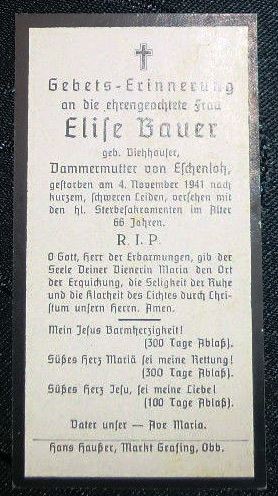 Gebets-Erinnerung
an die ehrengeachtete Frau
Elise Bauer
geb. Viehhauser,
Dammermutter von Eschenloh,
gestorben am 4. November 1941 nach
kurzem, schweren Leiden, versehen mit
den hl. Sterbesakramenten im Alter
66 Jahren.
R. I. P.
O Gott, Herr der Erbarmungen, gib der
Seele Deiner Dienerin Maria den Ort
der Erquickung, die Seligkeit der Ruhe
und die Klarheit des Lichtes durch Chri-
stum unsern Herrn. Amen.
Mein Jesus Barmherzigkeit!
(300 Tage Ablaß).
Süßes Herz Mariä sei meine Rettung!
(300 Tage Ablaß).
Süßes Herz Jesu, sei meine Liebe!
(100 Tage Ablaß).
Vater unser — Ave Maria.
Hans Haußer, Markt Grafing, Obb.